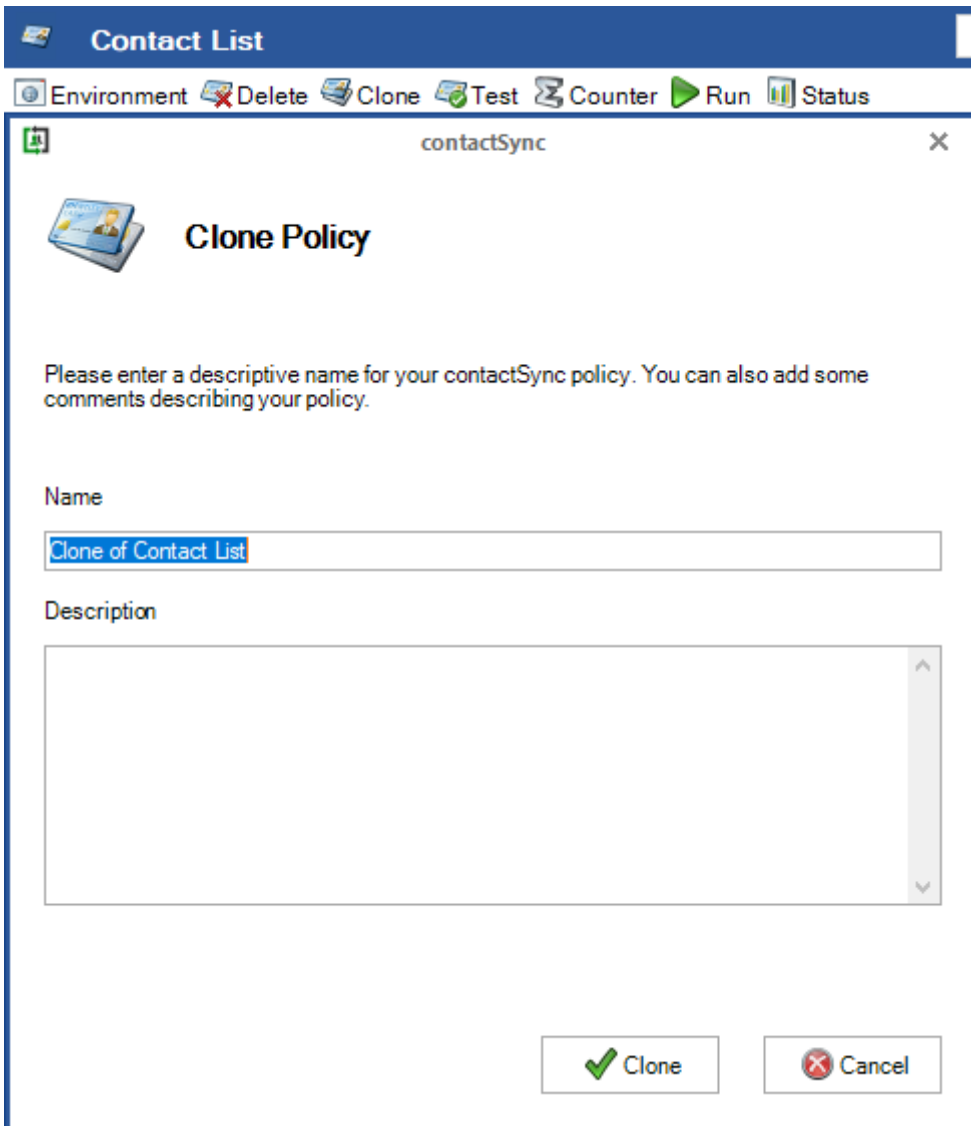 Contact List
Environment Delete Clone Test Counter Run Status
contactSync
Clone Policy
Please enter a descriptive name for your contactSync policy. You can also add some
comments describing your policy.
Name
Clone of Contact List
Description
Clone Cancel